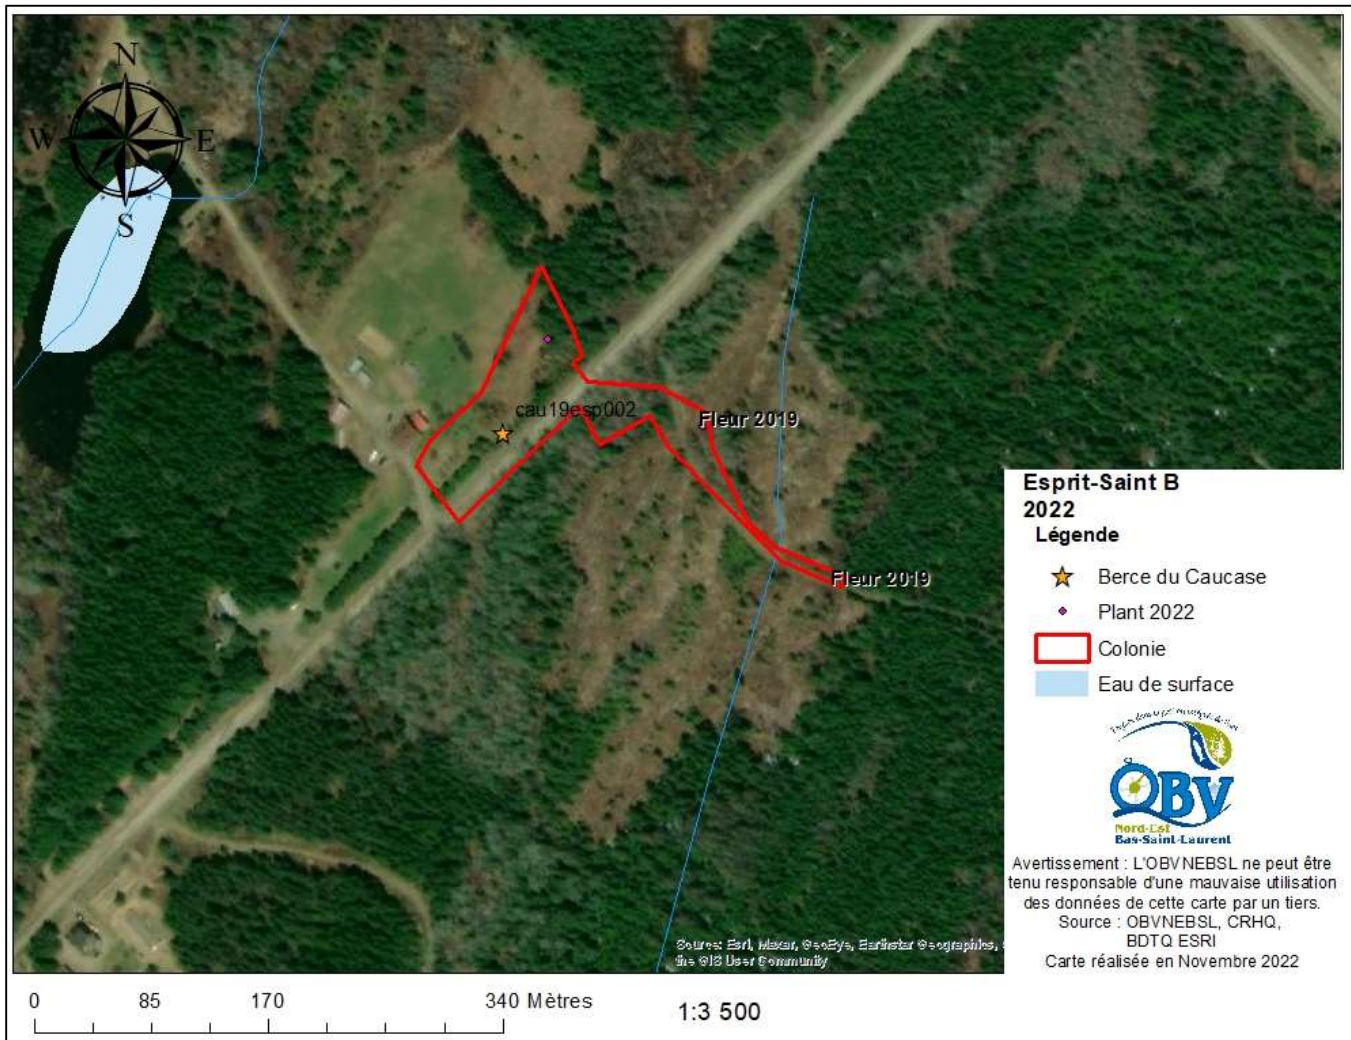 N
W E
S
cau19esp002
Fleur 2019
Fleur 2019
Esprit-Saint B
2022
Légende
Berce du Caucase
Plant 2022
Colonie
Eau de surface
OBV
Nord-Est
Bas-Saint-Laurent
Avertissement : L'OBVNEBSL ne peut être
tenu responsable d'une mauvaise utilisation
des données de cette carte par un tiers.
Source : OBVNEBSL, CRHQ,
BDTQ ESRI
Carte réalisée en Novembre 2022
Source: Esri, Maxar, GeoEye, Earthstar Geographics,
the GIS User Community
0 85 170 340 Mètres
1:3 500